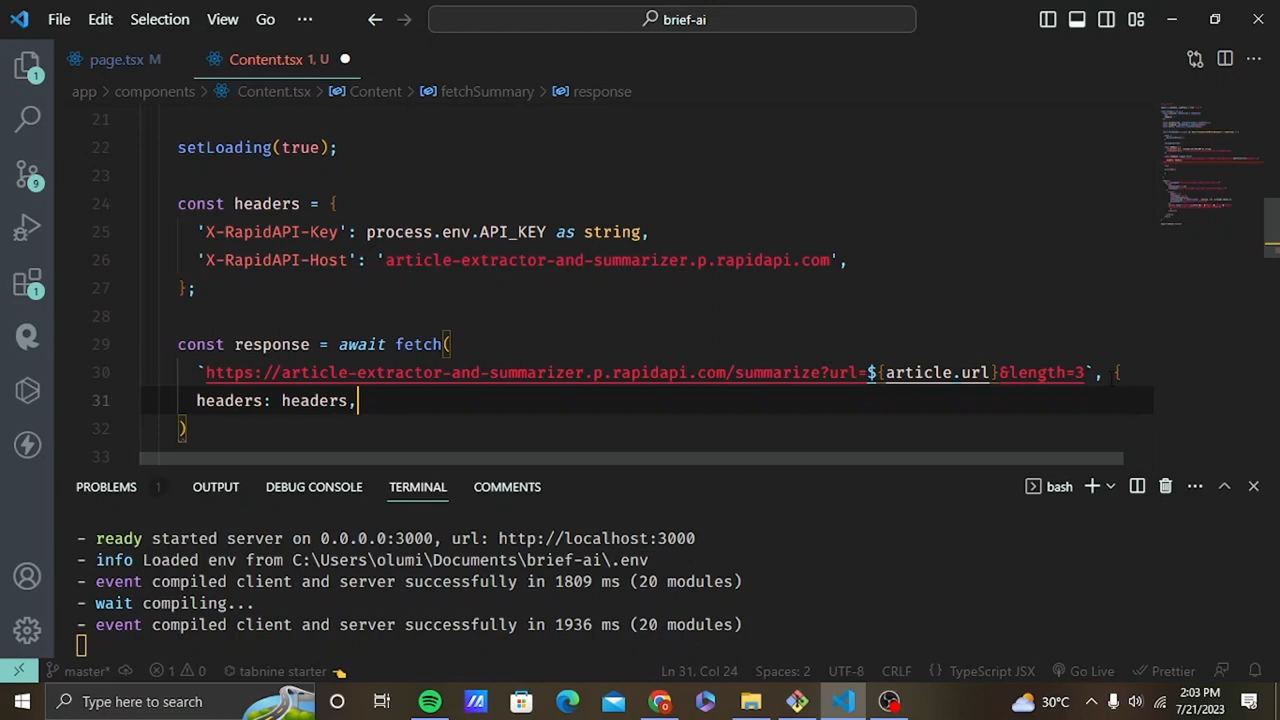 File Edit Selection View Go ··· brief-ai
1
9
1
page.tsx M Content.tsx 1, U
app > components > Content.tsx > Content > fetchSummary > response
21
22 setLoading(true);
23
24 const headers = {
25 'X-RapidAPI-Key': process.env.API_KEY as string,
26 'X-RapidAPI-Host': 'article-extractor-and-summarizer.p.rapidapi.com',
27 };
28
29 const response = await fetch(
30 `https://article-extractor-and-summarizer.p.rapidapi.com/summarize?url=${article.url}&length=3`, {
31 headers: headers,
32 )
33
PROBLEMS 1 OUTPUT DEBUG CONSOLE TERMINAL COMMENTS bash
- ready started server on 0.0.0.0:3000, url: http://localhost:3000
- info Loaded env from C:\Users\olumi\Documents\brief-ai\.env
- event compiled client and server successfully in 1809 ms (20 modules)
- wait compiling...
- event compiled client and server successfully in 1936 ms (20 modules)
master* 1 0 tabnine starter Ln 31, Col 24 Spaces: 2 UTF-8 CRLF {} TypeScript JSX Go Live Prettier
Type here to search 30°C 2:03 PM
7/21/2023